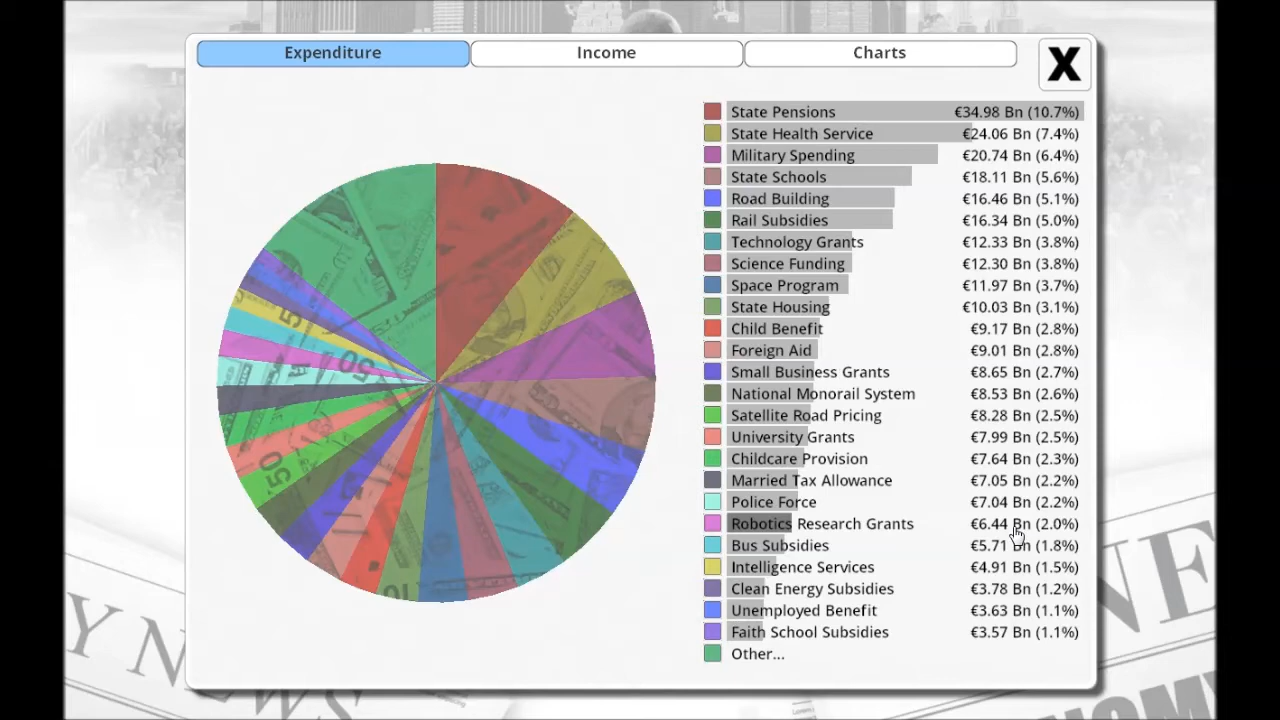 Expenditure
Income
Charts
X
State Pensions €34.98 Bn (10.7%)
State Health Service €24.06 Bn (7.4%)
Military Spending €20.74 Bn (6.4%)
State Schools €18.11 Bn (5.6%)
Road Building €16.46 Bn (5.1%)
Rail Subsidies €16.34 Bn (5.0%)
Technology Grants €12.33 Bn (3.8%)
Science Funding €12.30 Bn (3.8%)
Space Program €11.97 Bn (3.7%)
State Housing €10.03 Bn (3.1%)
Child Benefit €9.17 Bn (2.8%)
Foreign Aid €9.01 Bn (2.8%)
Small Business Grants €8.65 Bn (2.7%)
National Monorail System €8.53 Bn (2.6%)
Satellite Road Pricing €8.28 Bn (2.5%)
University Grants €7.99 Bn (2.5%)
Childcare Provision €7.64 Bn (2.3%)
Married Tax Allowance €7.05 Bn (2.2%)
Police Force €7.04 Bn (2.2%)
Robotics Research Grants €6.44 Bn (2.0%)
Bus Subsidies €5.71 Bn (1.8%)
Intelligence Services €4.91 Bn (1.5%)
Clean Energy Subsidies €3.78 Bn (1.2%)
Unemployed Benefit €3.63 Bn (1.1%)
Faith School Subsidies €3.57 Bn (1.1%)
Other...